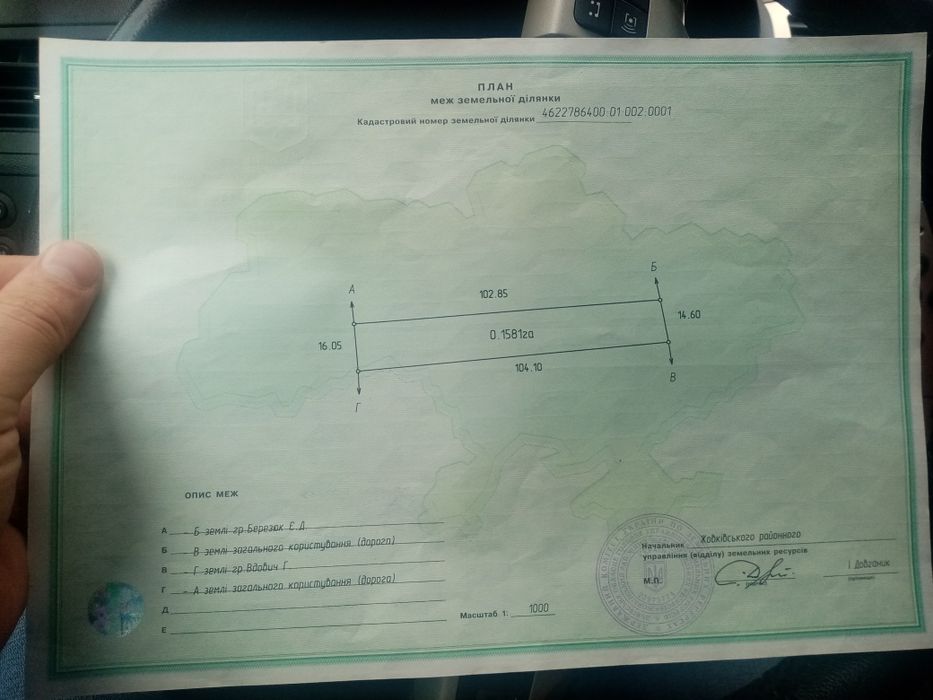 ПЛАН
меж земельної ділянки
Кадастровий номер земельної ділянки 4622786400:01:002:0001
А
Б
102.85
14.60
0.1581га
16.05
104.10
В
Г
ОПИС МЕЖ
А - Б землі гр.Березюк Є.Д.
Б - В землі загального користування (дорога)
В - Г землі гр.Вдович Г.
Г - А землі загального користування (дорога)
Д
Е
Масштаб 1: 1000
Начальник Жовківського районного
управління (відділу) земельних ресурсів
М.П.
І Довганик